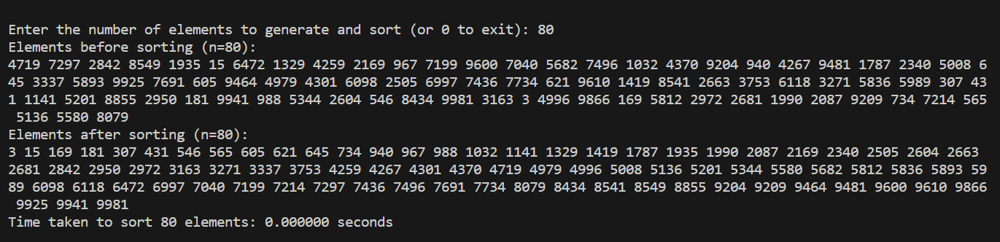 Enter the number of elements to generate and sort (or 0 to exit): 80
Elements before sorting (n=80):
4719 7297 2842 8549 1935 15 6472 1329 4259 2169 967 7199 9600 7040 5682 7496 1032 4370 9204 940 4267 9481 1787 2340 5008 6
45 3337 5893 9925 7691 605 9464 4979 4301 6098 2505 6997 7436 7734 621 9610 1419 8541 2663 3753 6118 3271 5836 5989 307 43
1 1141 5201 8855 2950 181 9941 988 5344 2604 546 8434 9981 3163 3 4996 9866 169 5812 2972 2681 1990 2087 9209 734 7214 565
5136 5580 8079
Elements after sorting (n=80):
3 15 169 181 307 431 546 565 605 621 645 734 940 967 988 1032 1141 1329 1419 1787 1935 1990 2087 2169 2340 2505 2604 2663
2681 2842 2950 2972 3163 3271 3337 3753 4259 4267 4301 4370 4719 4979 4996 5008 5136 5201 5344 5580 5682 5812 5836 5893 59
89 6098 6118 6472 6997 7040 7199 7214 7297 7436 7496 7691 7734 8079 8434 8541 8549 8855 9204 9209 9464 9481 9600 9610 9866
9925 9941 9981
Time taken to sort 80 elements: 0.000000 seconds